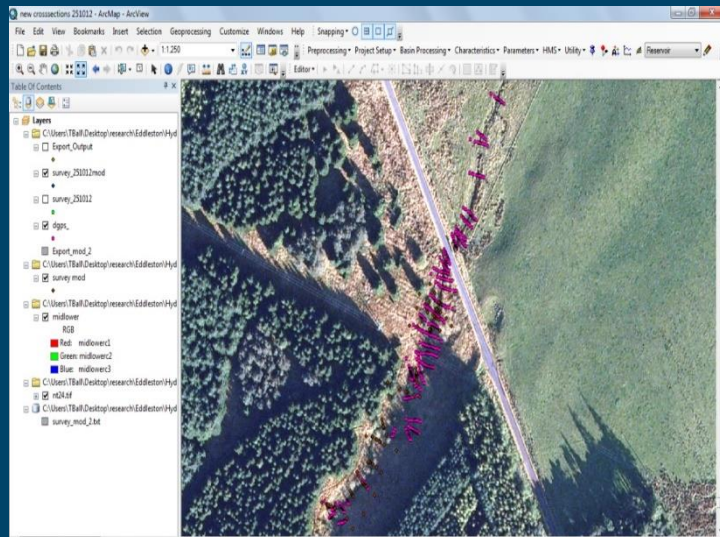 new crosssections 251012 - ArcMap - ArcView
File Edit View Bookmarks Insert Selection Geoprocessing Customize Windows Help Snapping
1:1,250 Preprocessing Project Setup Basin Processing Characteristics Parameters HMS Utility Reservoir
Editor
Table Of Contents
Layers
C:\Users\TBall\Desktop\research\Eddleston\Hyd
Export_Output
survey_251012mod
survey_251012
dgps_
Export_mod_2
C:\Users\TBall\Desktop\research\Eddleston\Hyd
survey mod
C:\Users\TBall\Desktop\research\Eddleston\Hyd
midlower
RGB
Red: midlowerc1
Green: midlowerc2
Blue: midlowerc3
C:\Users\TBall\Desktop\research\Eddleston\Hyd
nt24.tif
C:\Users\TBall\Desktop\research\Eddleston\Hyd
survey_mod_2.txt